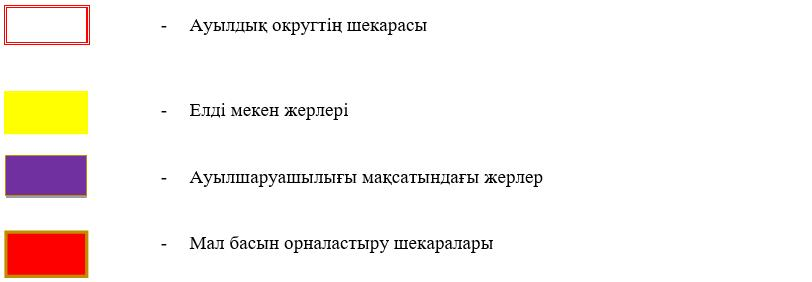 - Ауылдық округтің шекарасы
- Елді мекен жерлері
- Ауылшаруашылығы мақсатындағы жерлер
- Мал басын орналастыру шекаралары